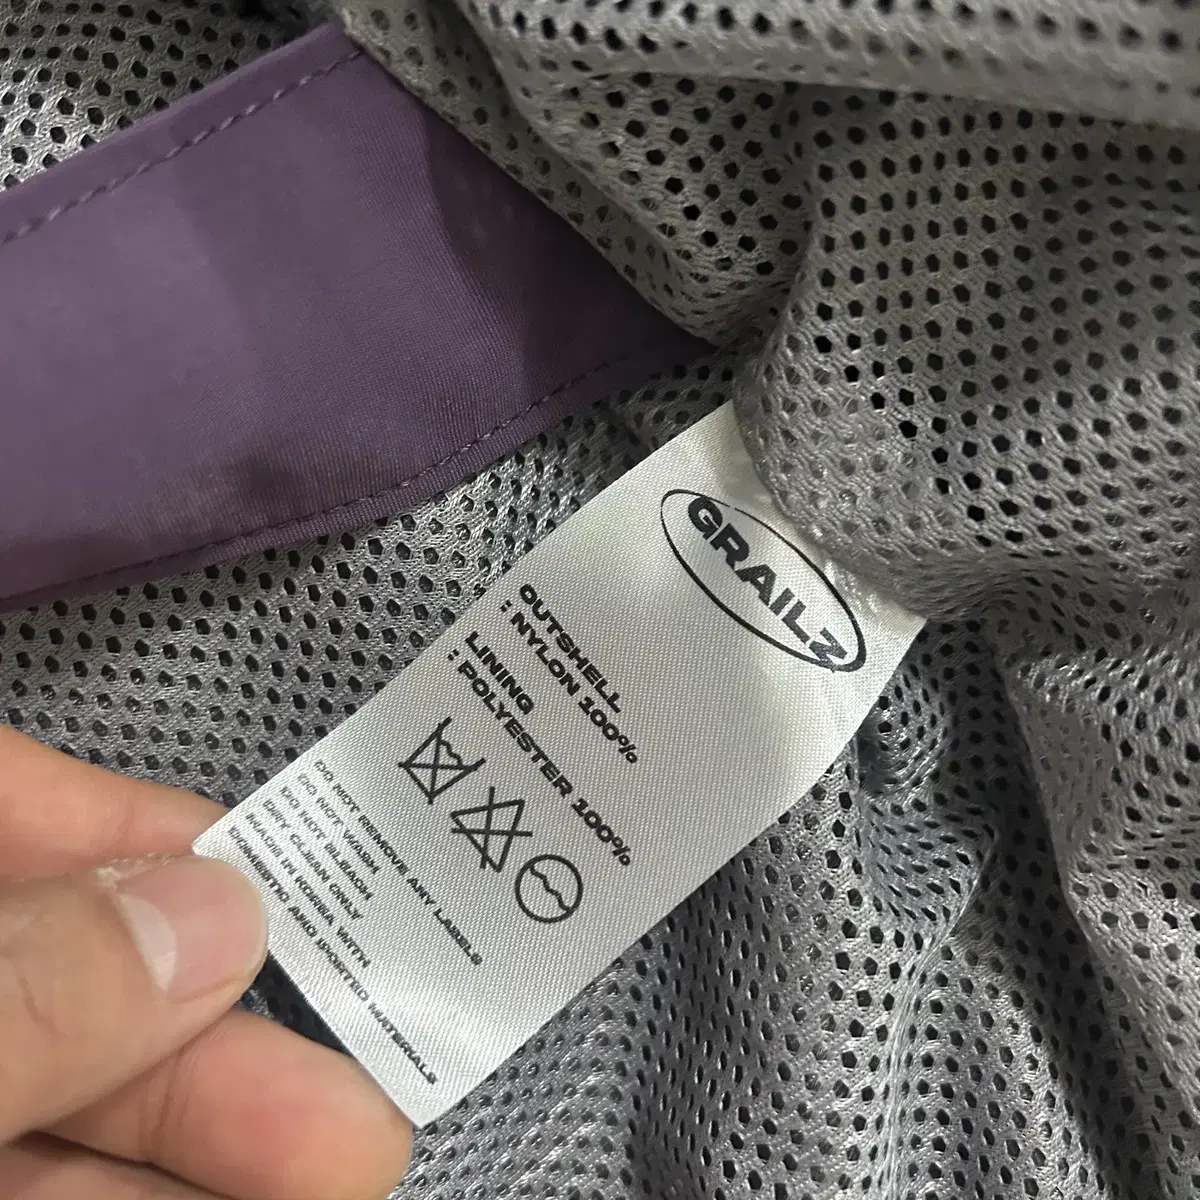 GRAILZ
OUTSHELL
: NYLON 100%
LINING
: POLYESTER 100%
DO NOT REMOVE ANY LABELS
DO NOT WASH
DO NOT BLEACH
DRY CLEAN ONLY
MADE IN KOREA WITH
DOMESTIC AND IMPORTED MATERIALS